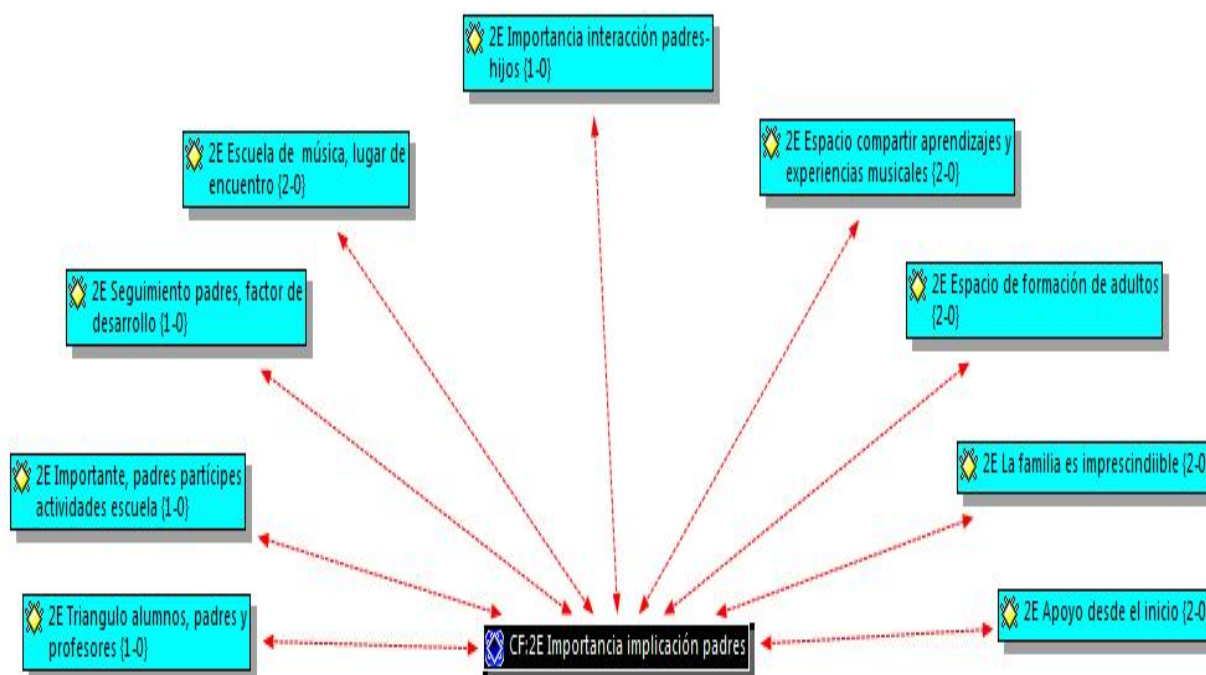 2E Importancia interacción padres-
hijos {1-0}
2E Escuela de música, lugar de
encuentro {2-0}
2E Espacio compartir aprendizajes y
experiencias musicales {2-0}
2E Seguimiento padres, factor de
desarrollo {1-0}
2E Espacio de formación de adultos
{2-0}
2E Importante, padres partícipes
actividades escuela {1-0}
2E La familia es imprescindiible {2-0
2E Triangulo alumnos, padres y
profesores {1-0}
CF:2E Importancia implicación padres
2E Apoyo desde el inicio {2-0